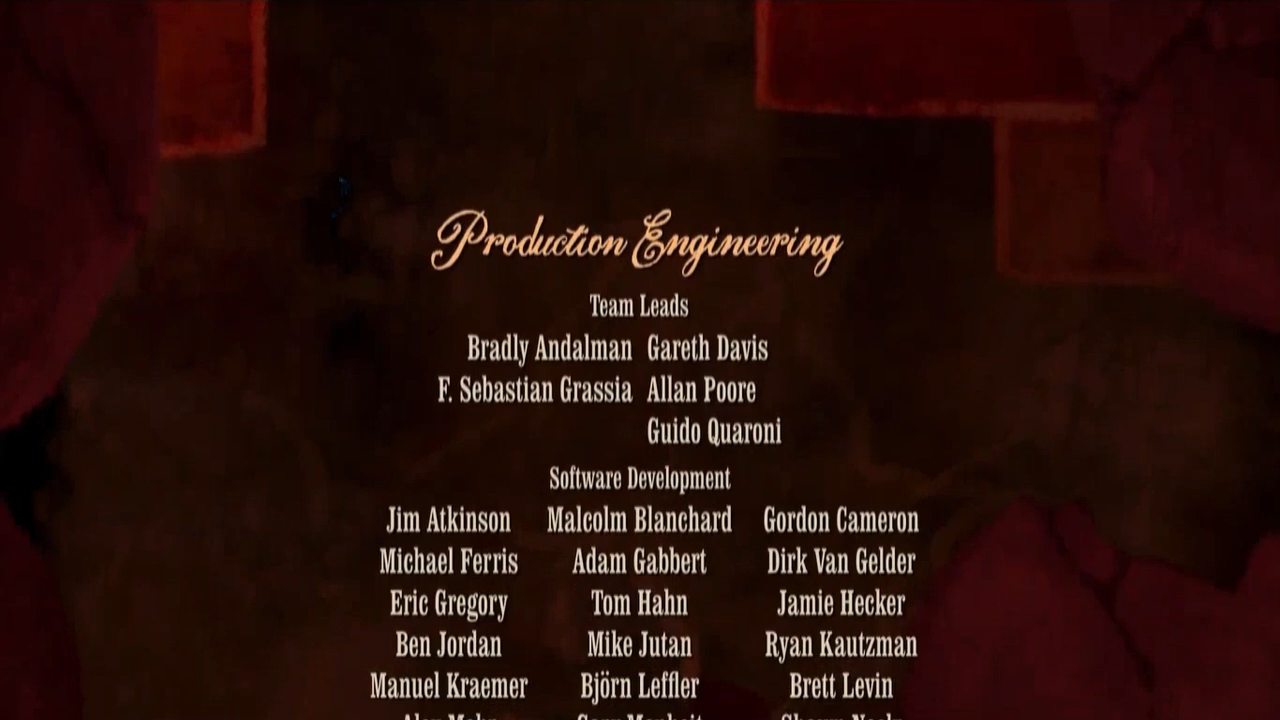 Production Engineering
Team Leads
Bradly Andalman Gareth Davis
F. Sebastian Grassia Allan Poore
Guido Quaroni
Software Development
Jim Atkinson Malcolm Blanchard Gordon Cameron
Michael Ferris Adam Gabbert Dirk Van Gelder
Eric Gregory Tom Hahn Jamie Hecker
Ben Jordan Mike Jutan Ryan Kautzman
Manuel Kraemer Björn Leffler Brett Levin